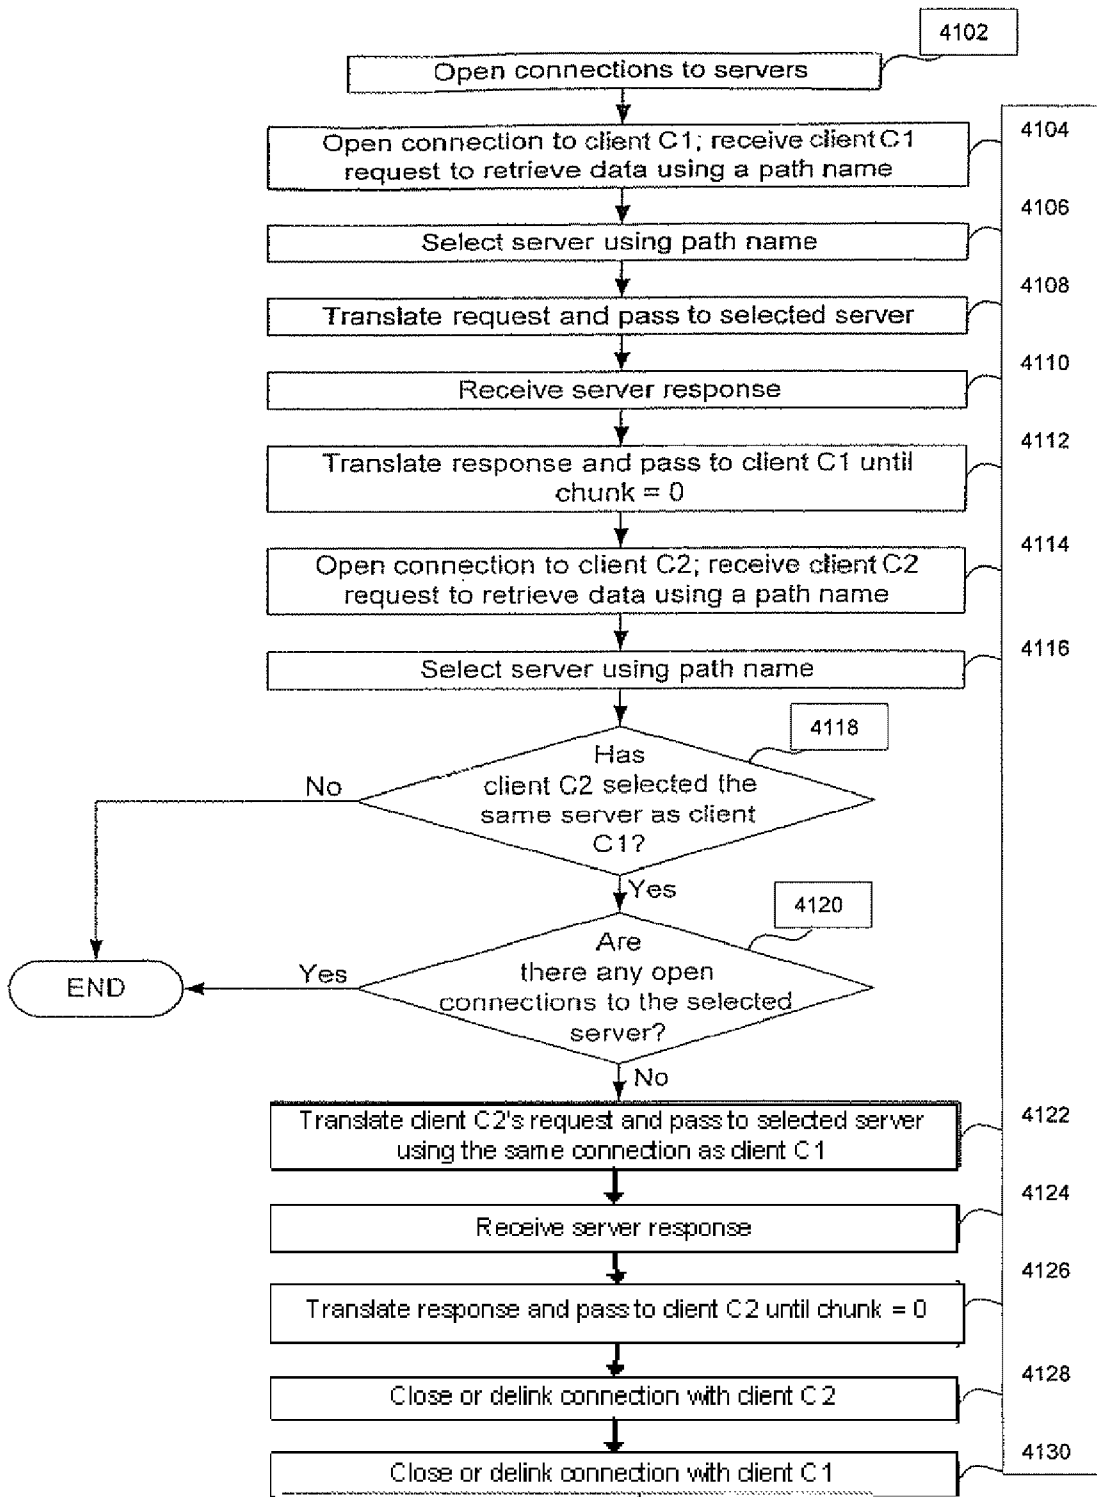 4102
Open connections to servers
4104
Open connection to client C1; receive client C1
request to retrieve data using a path name
4106
Select server using path name
4108
Translate request and pass to selected server
4110
Receive server response
4112
Translate response and pass to client C1 until
chunk = 0
4114
Open connection to client C2; receive client C2
request to retrieve data using a path name
4116
Select server using path name
4118
Has
client C2 selected the
same server as client
C1?
No
Yes
4120
Are
there any open
connections to the selected
server?
Yes
END
No
4122
Translate client C2's request and pass to selected server
using the same connection as client C1
4124
Receive server response
4126
Translate response and pass to client C2 until chunk = 0
4128
Close or delink connection with client C2
4130
Close or delink connection with client C1